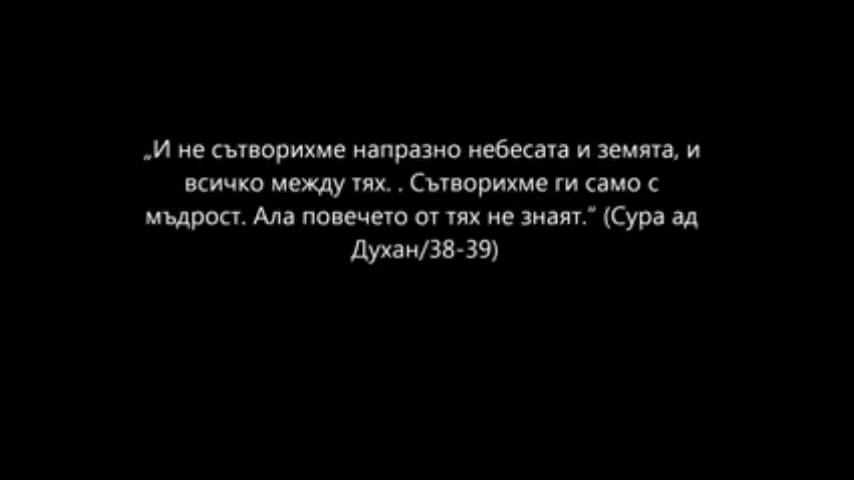 „И не сътворихме напразно небесата и земята, и
всичко между тях. . Сътворихме ги само с
мъдрост. Ала повечето от тях не знаят.“ (Сура ад
Духан/38-39)